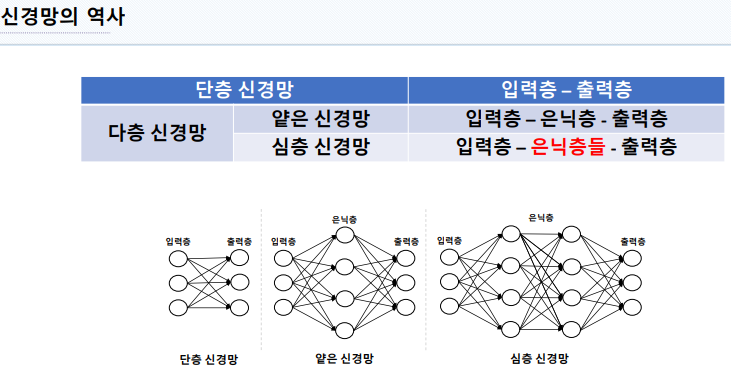 신경망의 역사
단층 신경망 입력층 – 출력층
다층 신경망 얕은 신경망 입력층 – 은닉층 - 출력층
심층 신경망 입력층 – 은닉층들 - 출력층
은닉층 은닉층
입력층 출력층 입력층 출력층 입력층 출력층
단층 신경망 얕은 신경망 심층 신경망